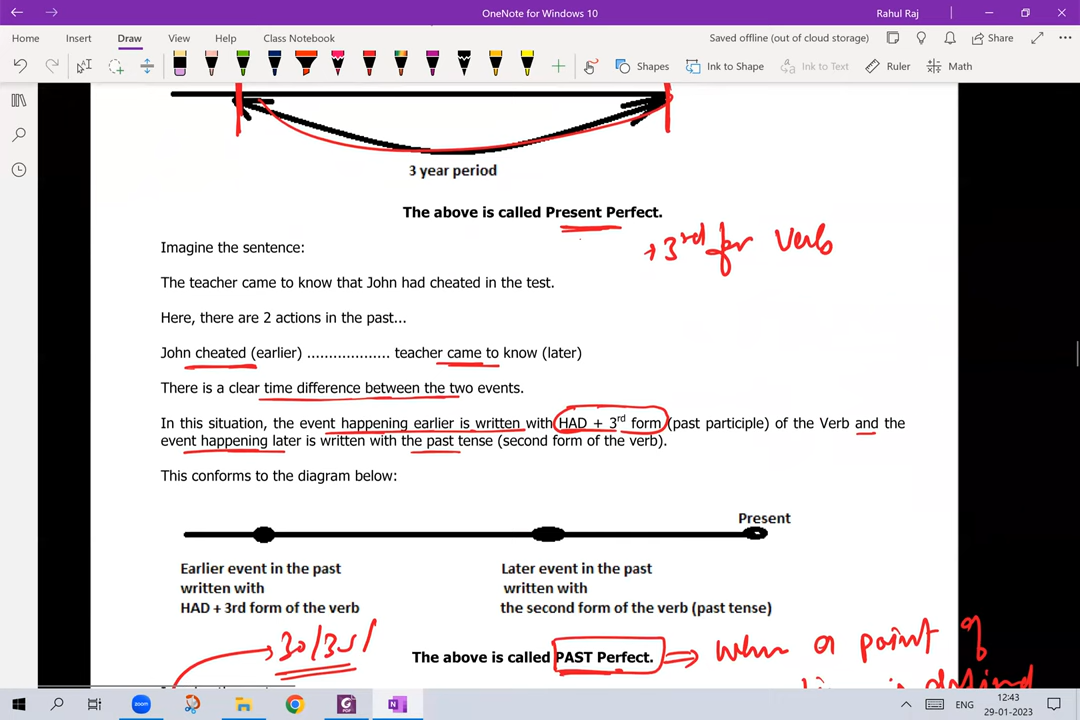 OneNote for Windows 10
Rahul Raj
Home Insert Draw View Help Class Notebook
Saved offline (out of cloud storage)
Share
Shapes
Ink to Shape
Ink to Text
Ruler
Math
3 year period
The above is called Present Perfect.
+3rd for verb
Imagine the sentence:
The teacher came to know that John had cheated in the test.
Here, there are 2 actions in the past...
John cheated (earlier) ................... teacher came to know (later)
There is a clear time difference between the two events.
In this situation, the event happening earlier is written with HAD + 3rd form (past participle) of the Verb and the
event happening later is written with the past tense (second form of the verb).
This conforms to the diagram below:
Present
Earlier event in the past
written with
HAD + 3rd form of the verb
Later event in the past
written with
the second form of the verb (past tense)
The above is called PAST Perfect.
when a point of
defined
zoom
PDF
N
ENG
12:43
29-01-2023